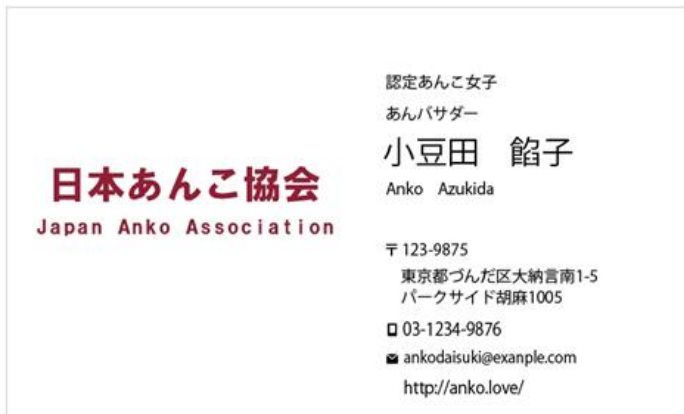 日本あんこ協会
Japan Anko Association
認定あんこ女子
あんバサダー
小豆田　餡子
Anko　Azukida
〒123-9875
東京都づんだ区大納言南1-5
パークサイド胡麻1005
03-1234-9876
ankodaisuki@exanple.com
http://anko.love/